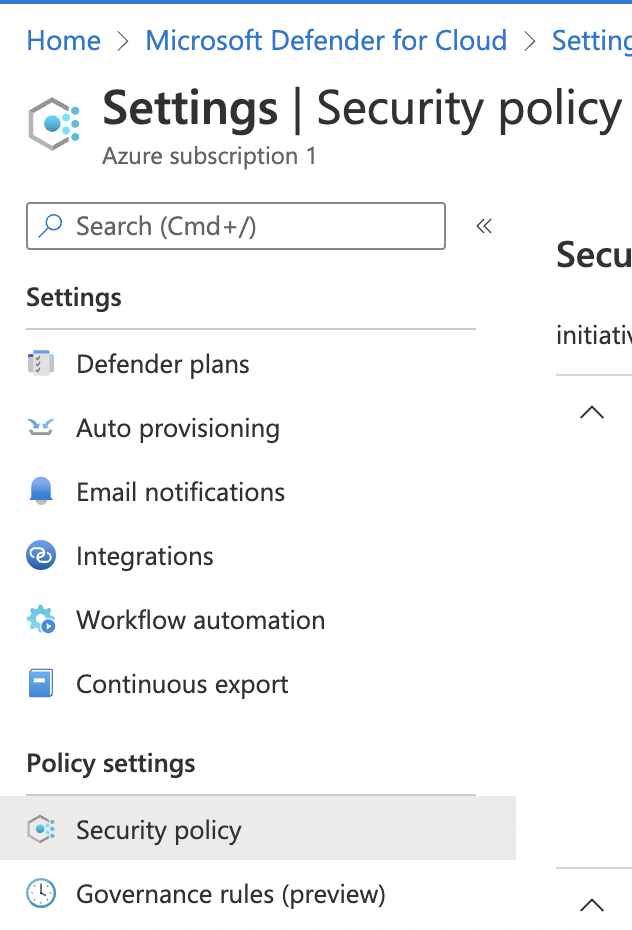 Home > Microsoft Defender for Cloud > Setting
Settings | Security policy
Azure subscription 1
Search (Cmd+/)
«
Secu
initiativ
Settings
Defender plans
Auto provisioning
Email notifications
Integrations
Workflow automation
Continuous export
Policy settings
Security policy
Governance rules (preview)